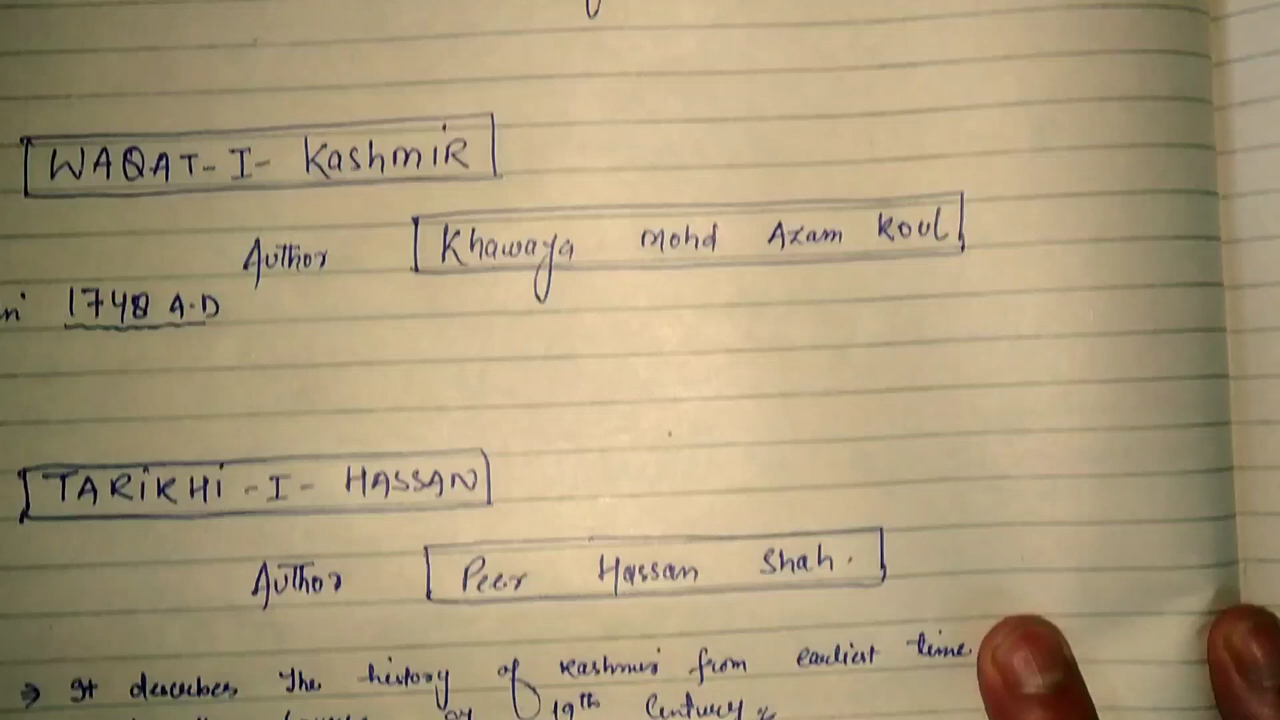 WAQAT-I- Kashmir
Author Khawaya Mohd Azam Koul
1748 A.D
TARIKHI-I-HASSAN
Author Peer Hassan Shah.
→ It describes the history of Kashmir from earliest time
19th Century